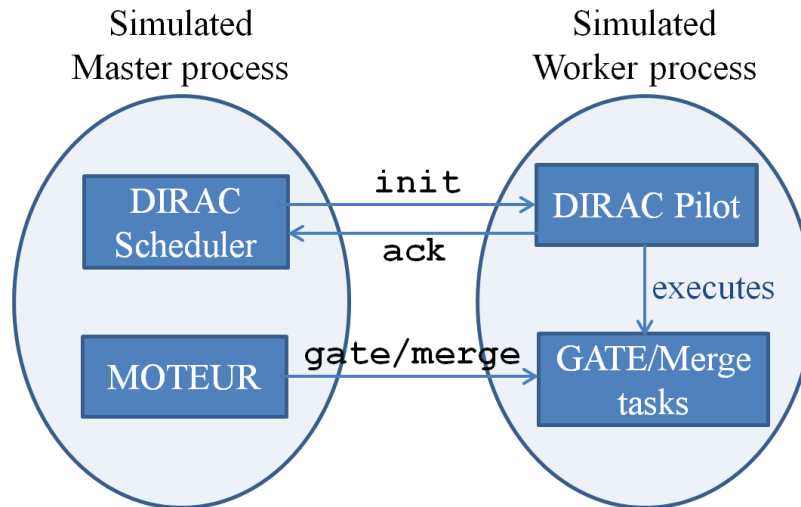 Simulated
Master process
Simulated
Worker process
DIRAC
Scheduler
init
ack
DIRAC Pilot
executes
MOTEUR
gate/merge
GATE/Merge
tasks